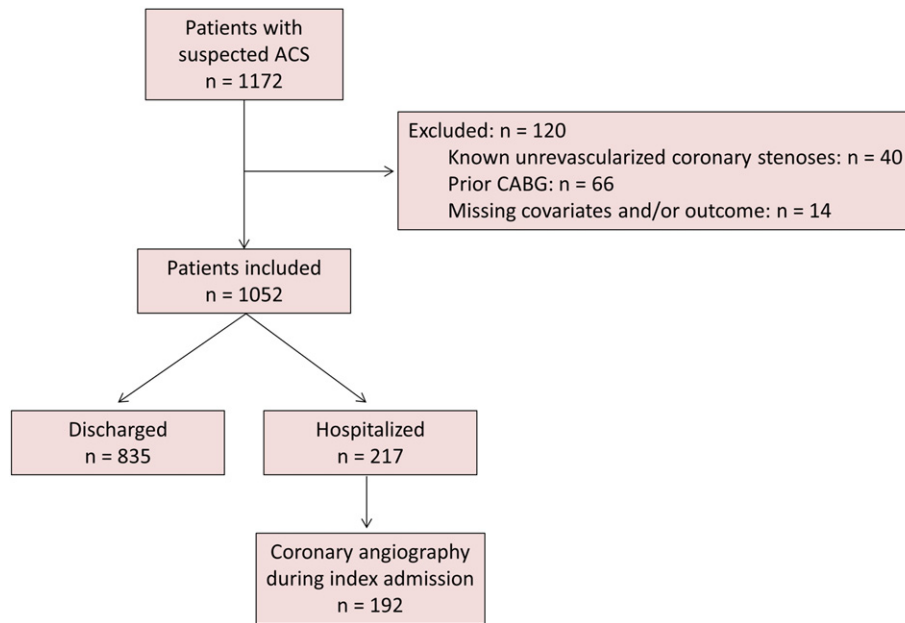 Patients with
suspected ACS
n = 1172
Excluded: n = 120
Known unrevascularized coronary stenoses: n = 40
Prior CABG: n = 66
Missing covariates and/or outcome: n = 14
Patients included
n = 1052
Discharged
n = 835
Hospitalized
n = 217
Coronary angiography
during index admission
n = 192